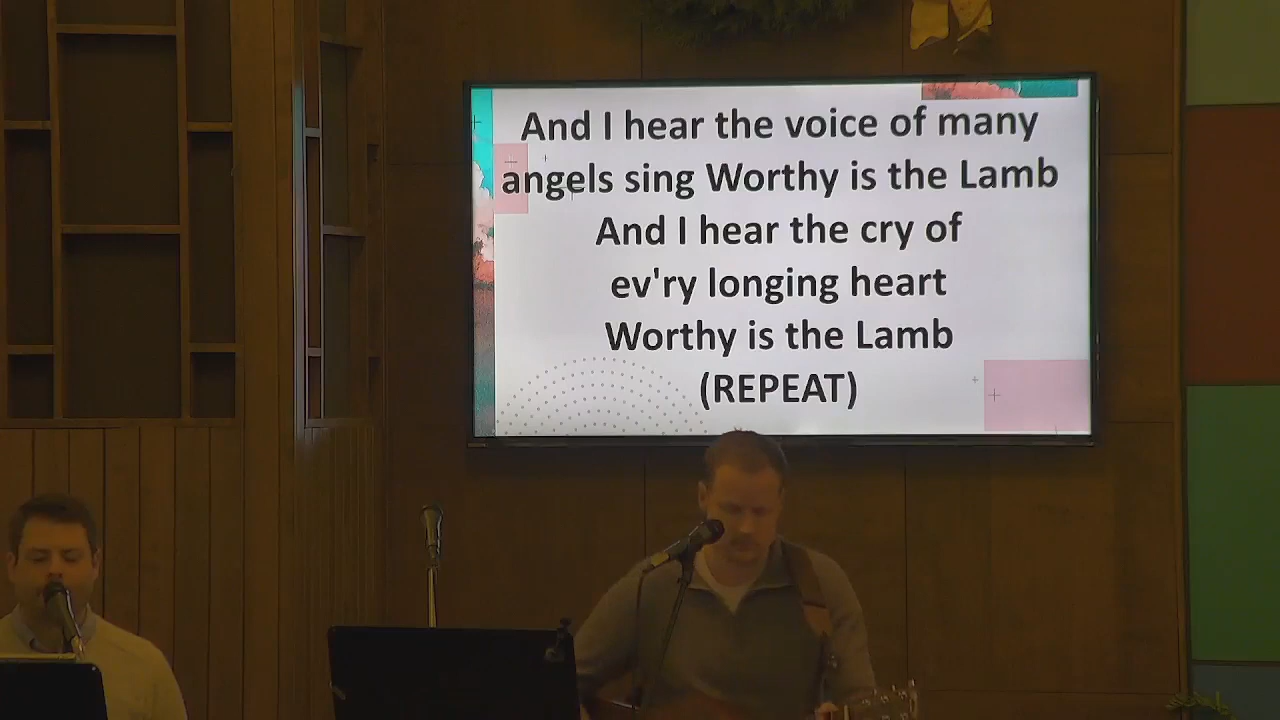 And I hear the voice of many
angels sing Worthy is the Lamb
And I hear the cry of
ev'ry longing heart
Worthy is the Lamb
(REPEAT)